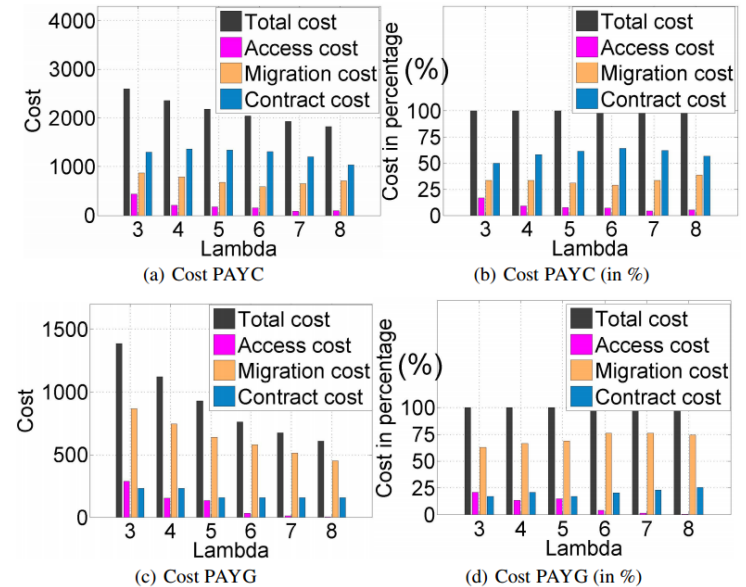 4000
3000
2000
1000
0
Cost
Total cost
Access cost
Migration cost
Contract cost
3 4 5 6 7 8
Lambda
(a) Cost PAYC
(%)
100
75
50
25
0
Cost in percentage
Total cost
Access cost
Migration cost
Contract cost
3 4 5 6 7 8
Lambda
(b) Cost PAYC (in %)
1500
1000
500
0
Cost
Total cost
Access cost
Migration cost
Contract cost
3 4 5 6 7 8
Lambda
(c) Cost PAYG
(%)
100
75
50
25
0
Cost in percentage
Total cost
Access cost
Migration cost
Contract cost
3 4 5 6 7 8
Lambda
(d) Cost PAYG (in %)